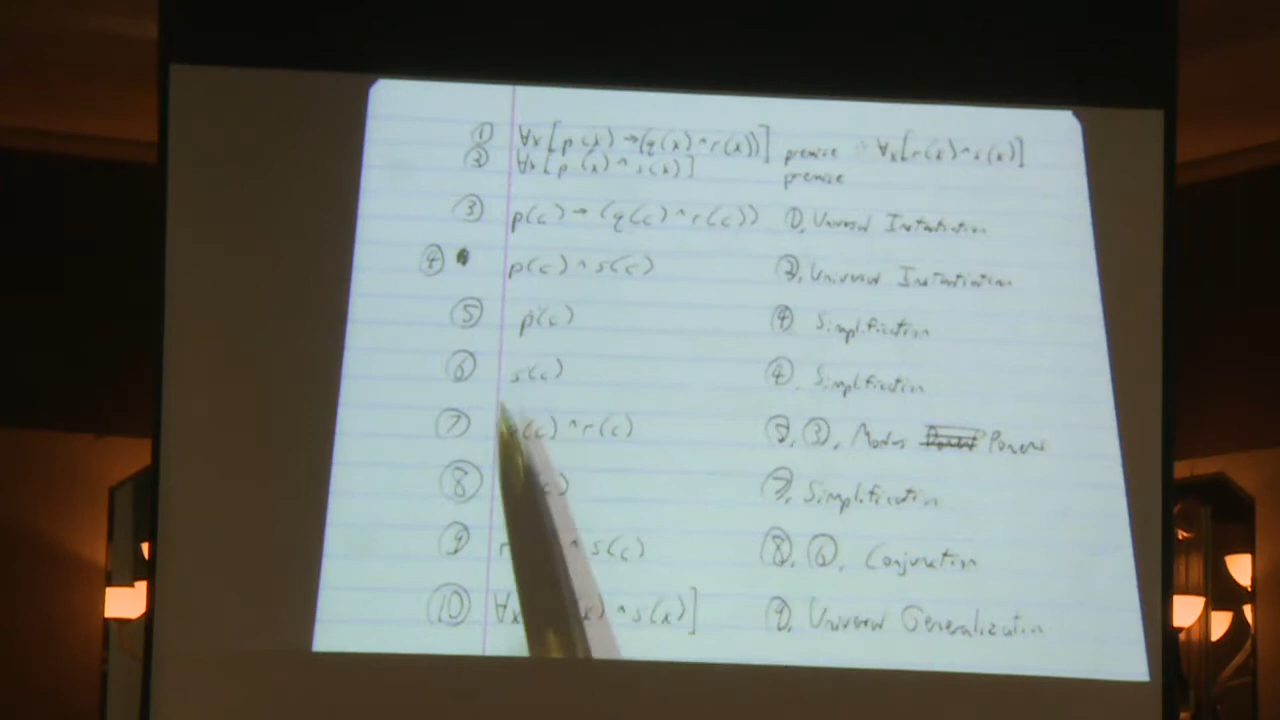 ① ∀x[p(x)→(q(x)^r(x))] premise ∴ ∀x[r(x)^s(x)]
② ∀x[p(x)^s(x)] premise
③ p(c)→(q(c)^r(c)) ①, Universal Instantiation
④ p(c)^s(c) ②, Universal Instantiation
⑤ p(c) ④ Simplification
⑥ s(c) ④, Simplification
⑦ (c)^r(c) ⑤, ③, Modus Ponens
⑧ c) ⑦, Simplification
⑨ r ^s(c) ⑧, ⑥, Conjunction
⑩ ∀x x)^s(x)] ⑨, Universal Generalization